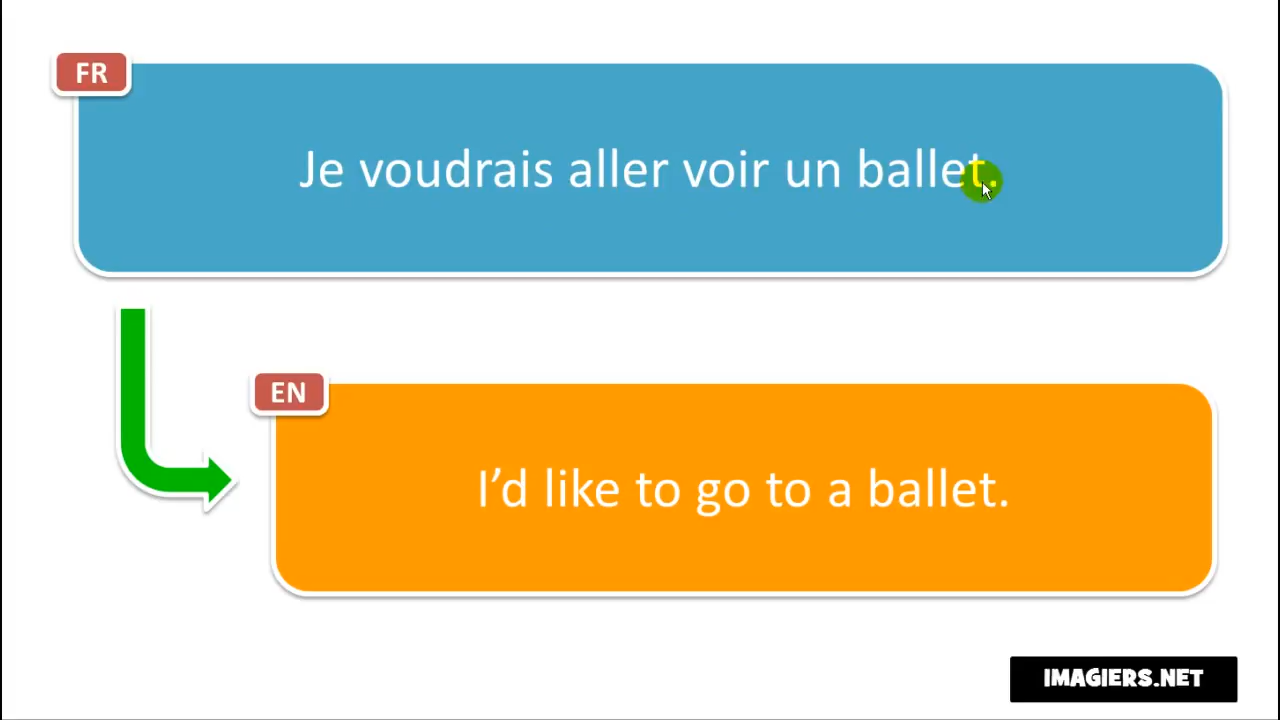 FR
Je voudrais aller voir un ballet.
EN
I’d like to go to a ballet.
IMAGIERS.NET